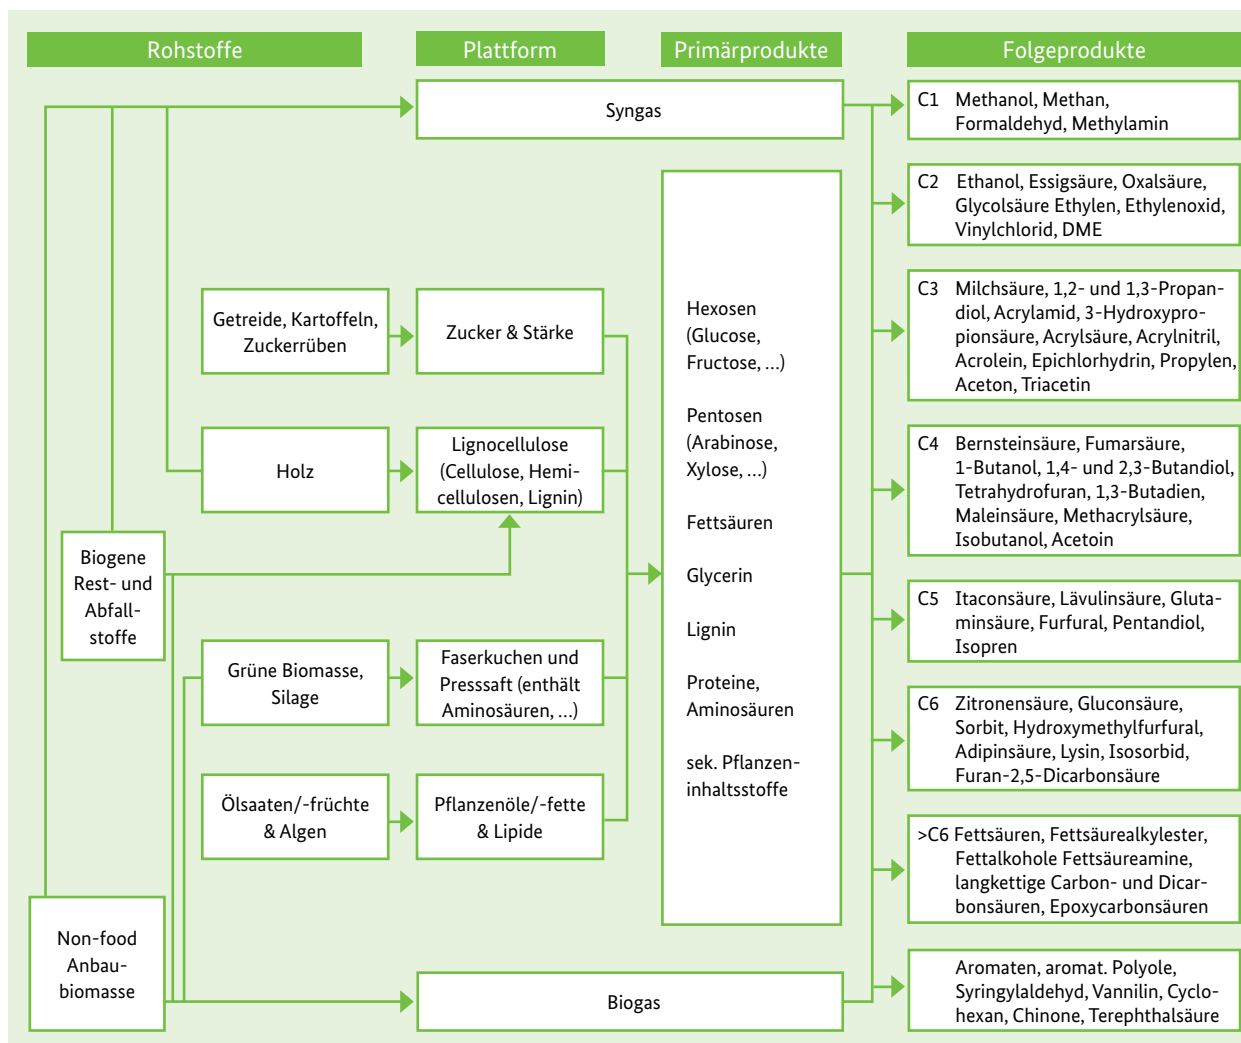 Rohstoffe
Plattform
Primärprodukte
Folgeprodukte
Syngas
Getreide, Kartoffeln,
Zuckerrüben
Zucker & Stärke
Holz
Lignocellulose
(Cellulose, Hemi-
cellulosen, Lignin)
Biogene
Rest- und
Abfall-
stoffe
Grüne Biomasse,
Silage
Faserkuchen und
Presssaft (enthält
Aminosäuren, ...)
Ölsaaten/-früchte
& Algen
Pflanzenöle/-fette
& Lipide
Non-food
Anbau-
biomasse
Biogas
Hexosen
(Glucose,
Fructose, ...)
Pentosen
(Arabinose,
Xylose, ...)
Fettsäuren
Glycerin
Lignin
Proteine,
Aminosäuren
sek. Pflanzen-
inhaltsstoffe
C1 Methanol, Methan,
Formaldehyd, Methylamin
C2 Ethanol, Essigsäure, Oxalsäure,
Glycolsäure Ethylen, Ethylenoxid,
Vinylchlorid, DME
C3 Milchsäure, 1,2- und 1,3-Propan-
diol, Acrylamid, 3-Hydroxypro-
pionsäure, Acrylsäure, Acrylnitril,
Acrolein, Epichlorhydrin, Propylen,
Aceton, Triacetin
C4 Bernsteinsäure, Fumarsäure,
1-Butanol, 1,4- und 2,3-Butandiol,
Tetrahydrofuran, 1,3-Butadien,
Maleinsäure, Methacrylsäure,
Isobutanol, Acetoin
C5 Itaconsäure, Lävulinsäure, Gluta-
minsäure, Furfural, Pentandiol,
Isopren
C6 Zitronensäure, Gluconsäure,
Sorbit, Hydroxymethylfurfural,
Adipinsäure, Lysin, Isosorbid,
Furan-2,5-Dicarbonsäure
>C6 Fettsäuren, Fettsäurealkylester,
Fettalkohole Fettsäureamine,
langkettige Carbon- und Dicar-
bonsäuren, Epoxycarbonsäuren
Aromaten, aromat. Polyole,
Syringylaldehyd, Vannilin, Cyclo-
hexan, Chinone, Terephthalsäure